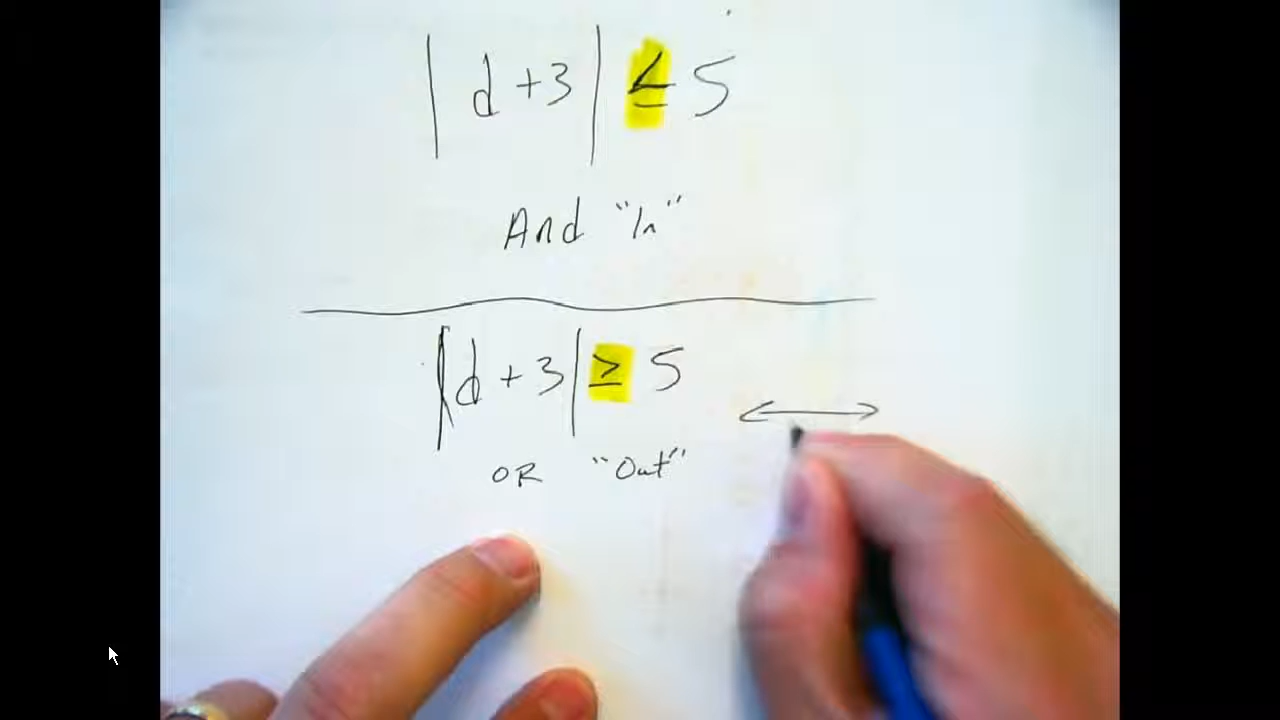 |d+3| ≤ 5
And "In"
|d+3| ≥ 5
OR "Out"